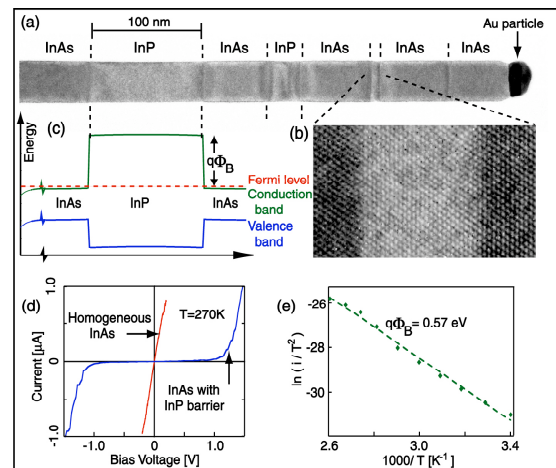 (a)
100 nm
Au particle
InAs InP InAs InP InAs InAs InAs
(c)
(b)
Energy
qΦB
Fermi level
Conduction
band
InAs InP InAs
Valence
band
(d)
Homogeneous
InAs
T=270K
InAs with
InP barrier
Current [µA]
1.0
0
-1.0
-1.0 0 1.0
Bias Voltage [V]
(e)
qΦB = 0.57 eV
ln ( i / T²)
-26
-28
-30
2.6 3.0 3.4
1000/ T [K⁻¹]